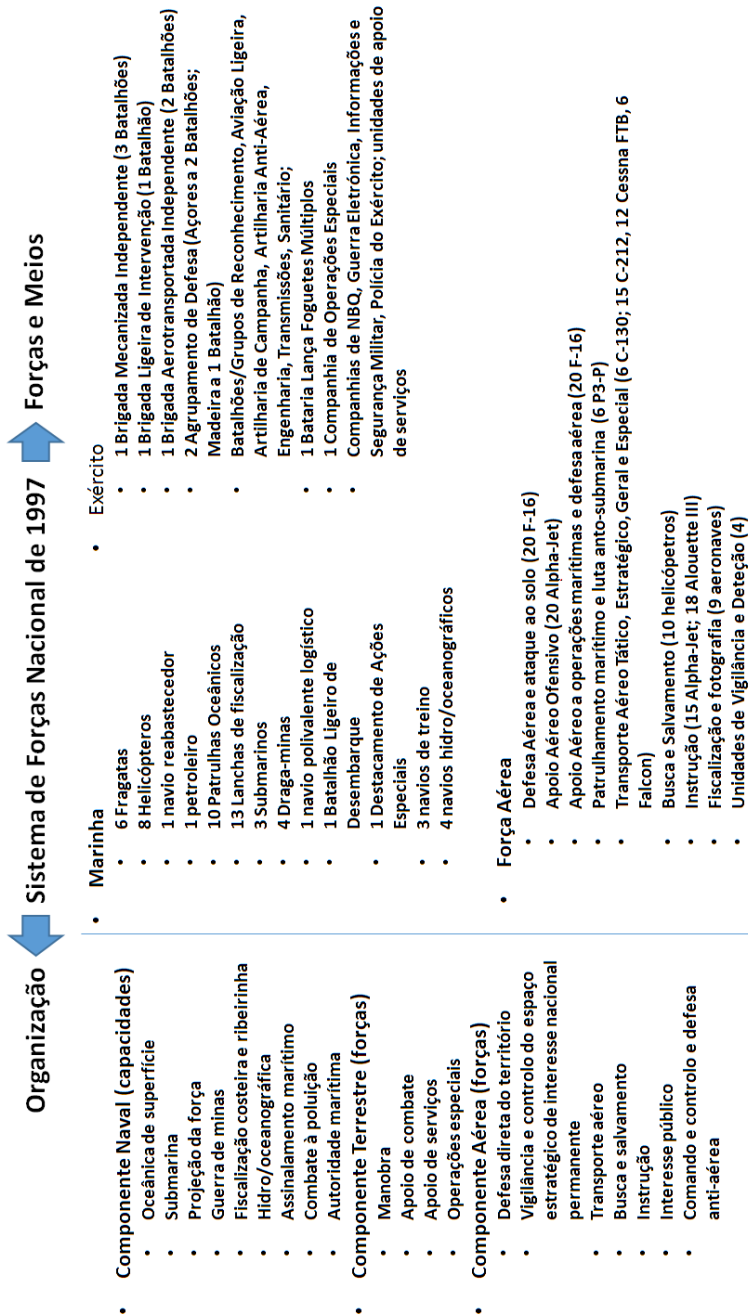 Organização Sistema de Forças Nacional de 1997 Forças e Meios
• Componente Naval (capacidades)
• Oceânica de superfície
• Submarina
• Projeção da força
• Guerra de minas
• Fiscalização costeira e ribeirinha
• Hidro/oceanográfica
• Assinalamento marítimo
• Combate à poluição
• Autoridade marítima
• Componente Terrestre (forças)
• Manobra
• Apoio de combate
• Apoio de serviços
• Operações especiais
• Componente Aérea (forças)
• Defesa direta do território
• Vigilância e controlo do espaço
estratégico de interesse nacional
permanente
• Transporte aéreo
• Busca e salvamento
• Instrução
• Interesse público
• Comando e controlo e defesa
anti-aérea
• Marinha
• 6 Fragatas
• 8 Helicópteros
• 1 navio reabastecedor
• 1 petroleiro
• 10 Patrulhas Oceânicos
• 13 Lanchas de fiscalização
• 3 Submarinos
• 4 Draga-minas
• 1 navio polivalente logístico
• 1 Batalhão Ligeiro de
Desembarque
• 1 Destacamento de Ações
Especiais
• 3 navios de treino
• 4 navios hidro/oceanográficos
• Exército
• 1 Brigada Mecanizada Independente (3 Batalhões)
• 1 Brigada Ligeira de Intervenção (1 Batalhão)
• 1 Brigada Aerotransportada Independente (2 Batalhões)
• 2 Agrupamento de Defesa (Açores a 2 Batalhões;
Madeira a 1 Batalhão)
• Batalhões/Grupos de Reconhecimento, Aviação Ligeira,
Artilharia de Campanha, Artilharia Anti-Aérea,
Engenharia, Transmissões, Sanitário;
• 1 Bataria Lança Foguetes Múltiplos
• 1 Companhia de Operações Especiais
• Companhias de NBQ, Guerra Eletrónica, Informações e
Segurança Militar, Polícia do Exército; unidades de apoio
de serviços
• Força Aérea
• Defesa Aérea e ataque ao solo (20 F-16)
• Apoio Aéreo Ofensivo (20 Alpha-Jet)
• Apoio Aéreo a operações marítimas e defesa aérea (20 F-16)
• Patrulhamento marítimo e luta anto-submarina (6 P3-P)
• Transporte Aéreo Tático, Estratégico, Geral e Especial (6 C-130; 15 C-212, 12 Cessna FTB, 6
Falcon)
• Busca e Salvamento (10 helicópetros)
• Instrução (15 Alpha-Jet; 18 Alouette III)
• Fiscalização e fotografia (9 aeronaves)
• Unidades de Vigilância e Deteção (4)